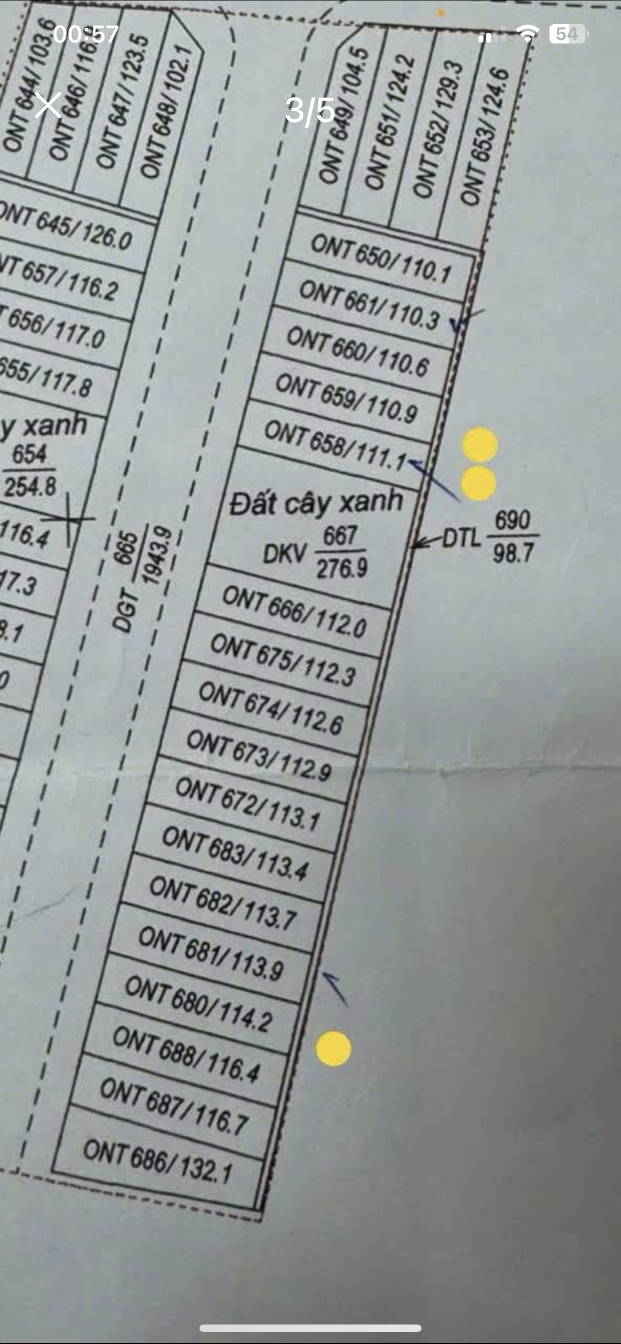 00:57
54
3/5
ONT 644/103.6
ONT 647/123.5
ONT 648/102.1
ONT 649/104.5
ONT 651/124.2
ONT 652/129.3
ONT 653/124.6
ONT 645/126.0
657/116.2
656/117.0
655/117.8
y xanh
654
254.8
116.4
17.3
8.1
0
DGT 665
1943.9
ONT 650/110.1
ONT 661/110.3
ONT 660/110.6
ONT 659/110.9
ONT 658/111.1
Đất cây xanh
DKV 667
276.9
DTL 690
98.7
ONT 666/112.0
ONT 675/112.3
ONT 674/112.6
ONT 673/112.9
ONT 672/113.1
ONT 683/113.4
ONT 682/113.7
ONT 681/113.9
ONT 680/114.2
ONT 688/116.4
ONT 687/116.7
ONT 686/132.1